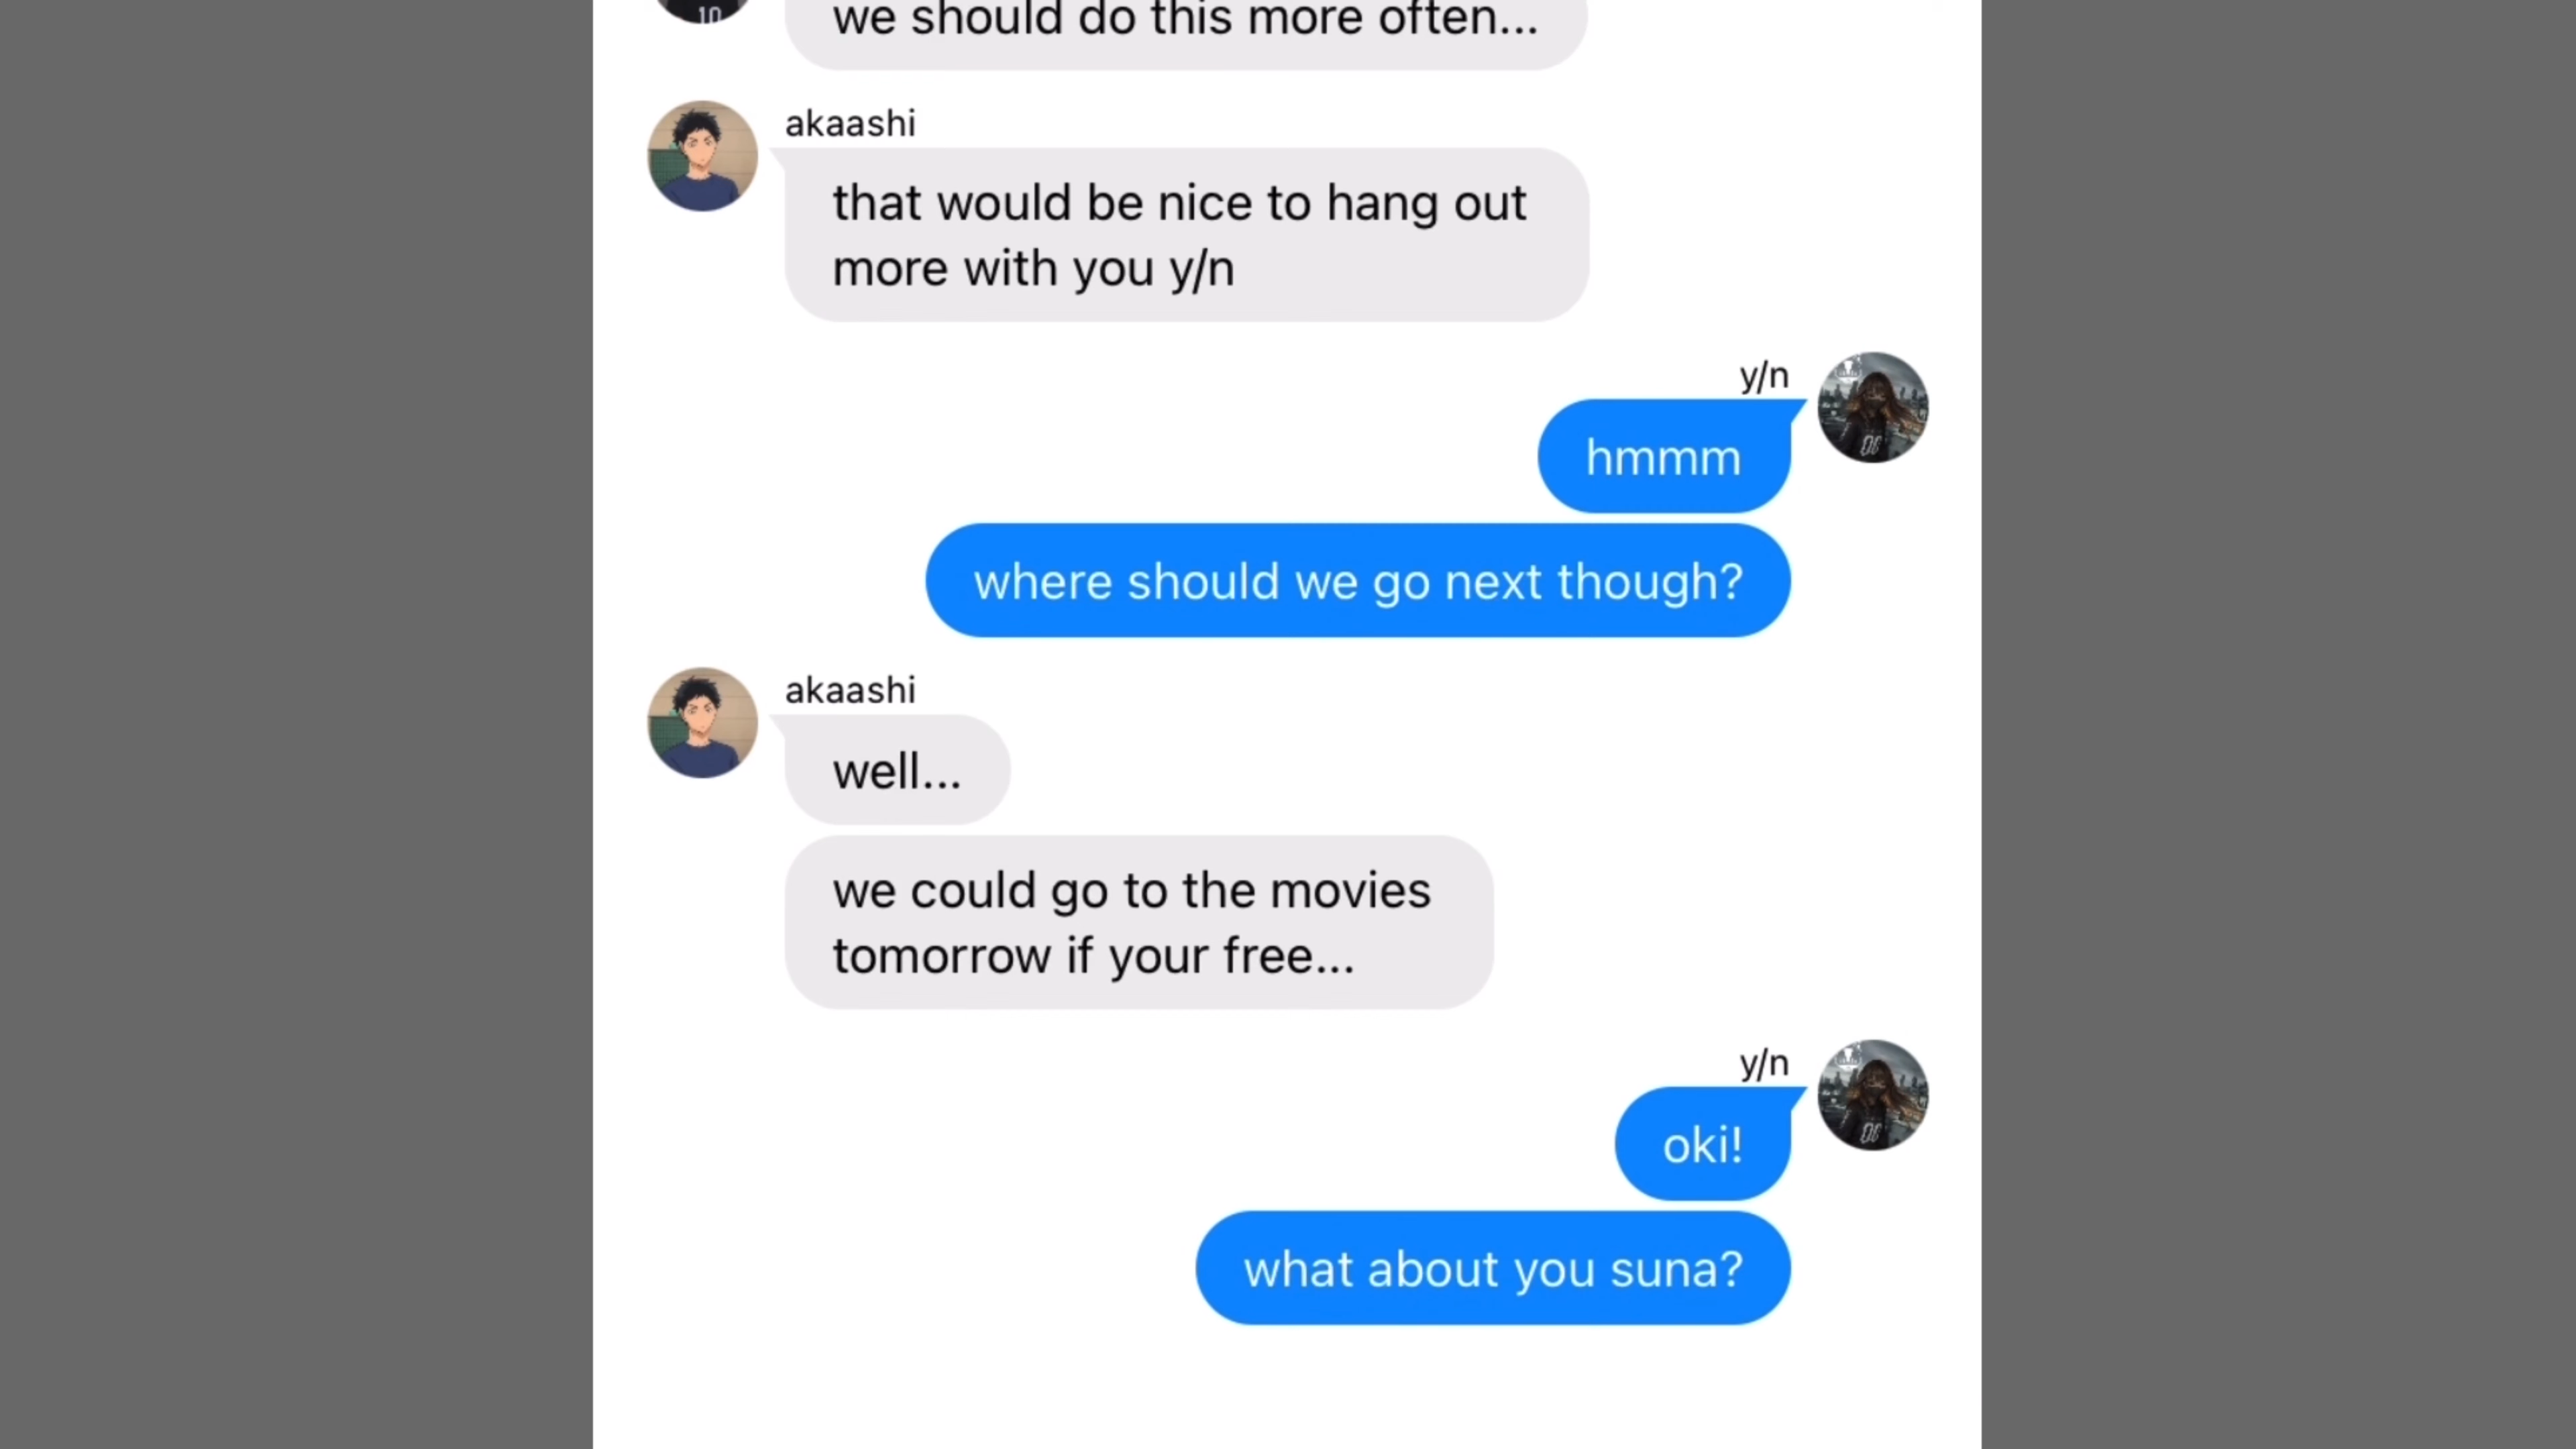 10
we should do this more often...
akaashi
that would be nice to hang out
more with you y/n
y/n
hmmm
where should we go next though?
akaashi
well...
we could go to the movies
tomorrow if your free...
y/n
oki!
what about you suna?